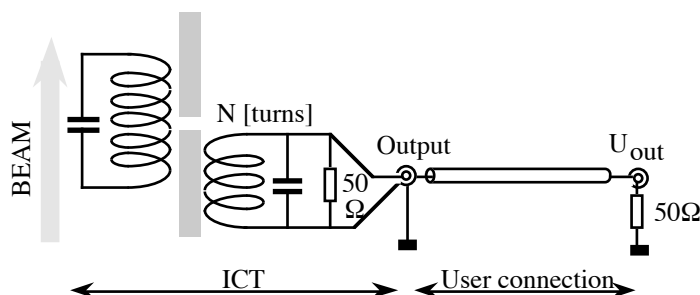 BEAM
N [turns]
50
Ω
Output
U out
50Ω
ICT
User connection